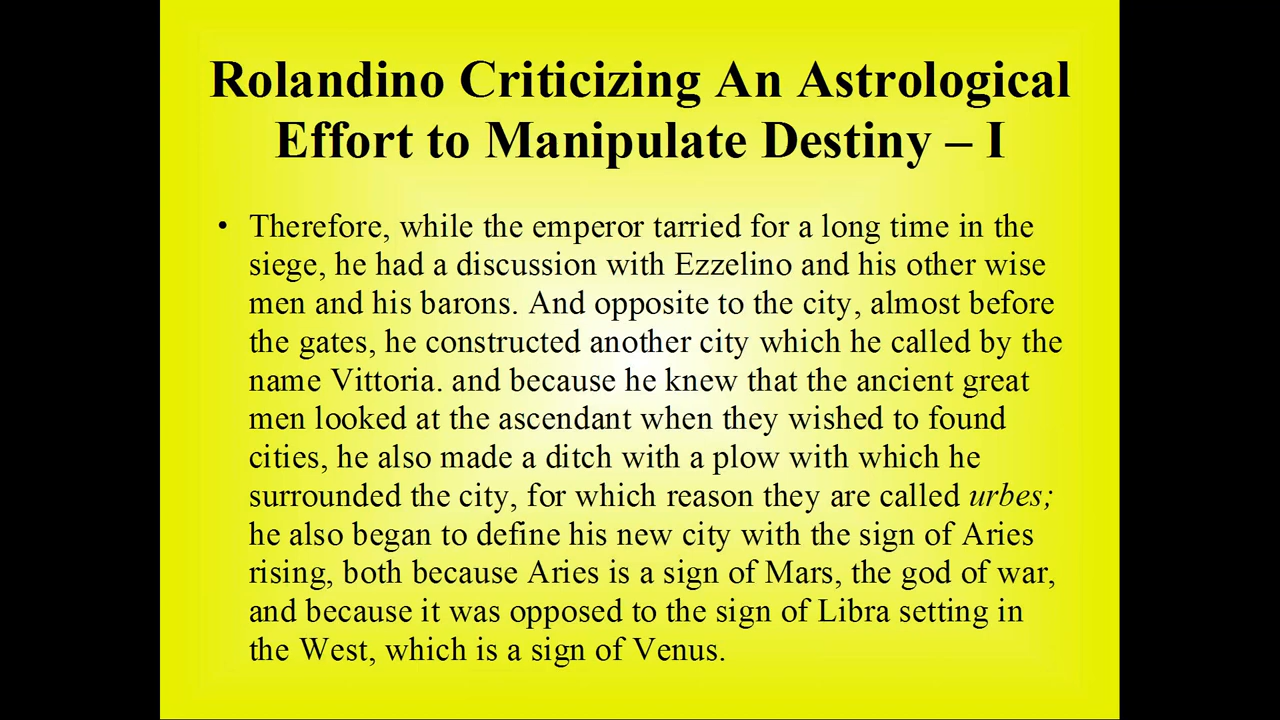 Rolandino Criticizing An Astrological
Effort to Manipulate Destiny – I
• Therefore, while the emperor tarried for a long time in the
siege, he had a discussion with Ezzelino and his other wise
men and his barons. And opposite to the city, almost before
the gates, he constructed another city which he called by the
name Vittoria. and because he knew that the ancient great
men looked at the ascendant when they wished to found
cities, he also made a ditch with a plow with which he
surrounded the city, for which reason they are called urbes;
he also began to define his new city with the sign of Aries
rising, both because Aries is a sign of Mars, the god of war,
and because it was opposed to the sign of Libra setting in
the West, which is a sign of Venus.